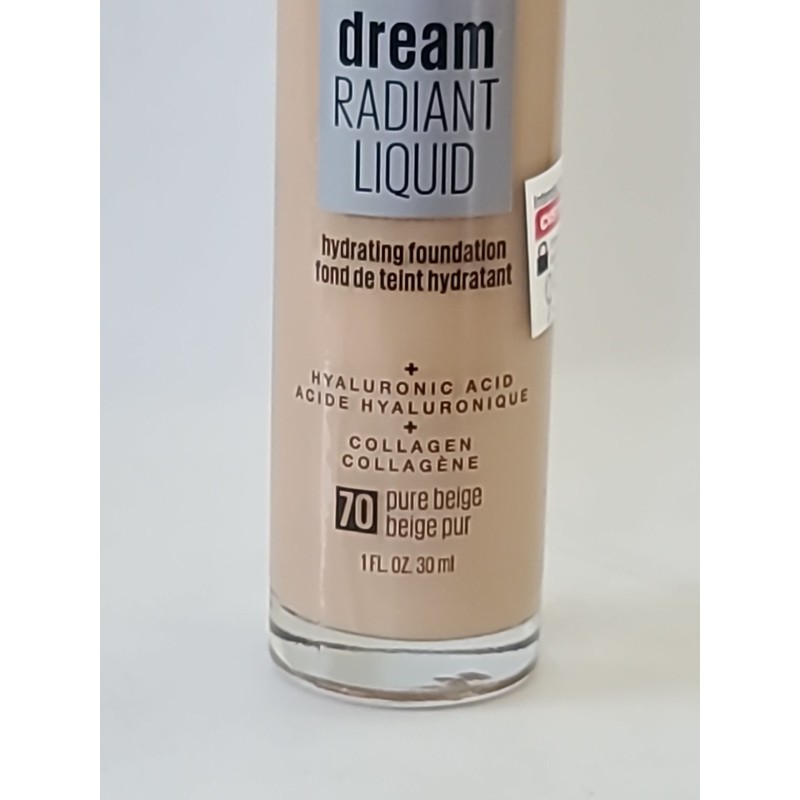 dream
RADIANT
LIQUID
hydrating foundation
fond de teint hydratant
+
HYALURONIC ACID
ACIDE HYALURONIQUE
+
COLLAGEN
COLLAGÈNE
70 pure beige
beige pur
1 FL. OZ. 30 ml